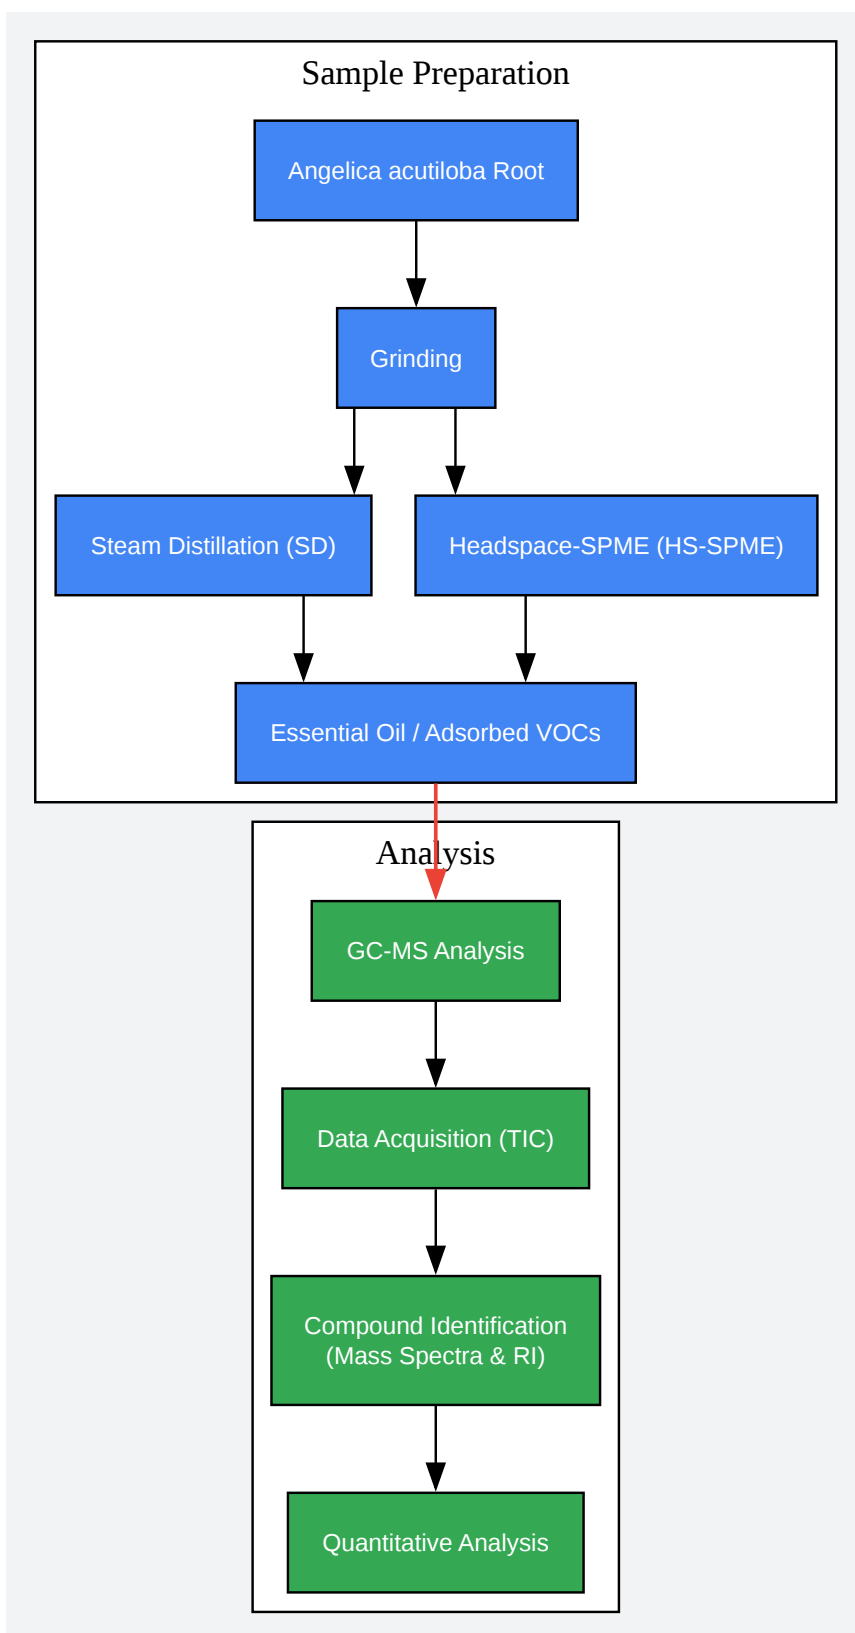 Sample Preparation
Angelica acutiloba Root
Grinding
Steam Distillation (SD)
Headspace-SPME (HS-SPME)
Essential Oil / Adsorbed VOCs
Analysis
GC-MS Analysis
Data Acquisition (TIC)
Compound Identification
(Mass Spectra & RI)
Quantitative Analysis